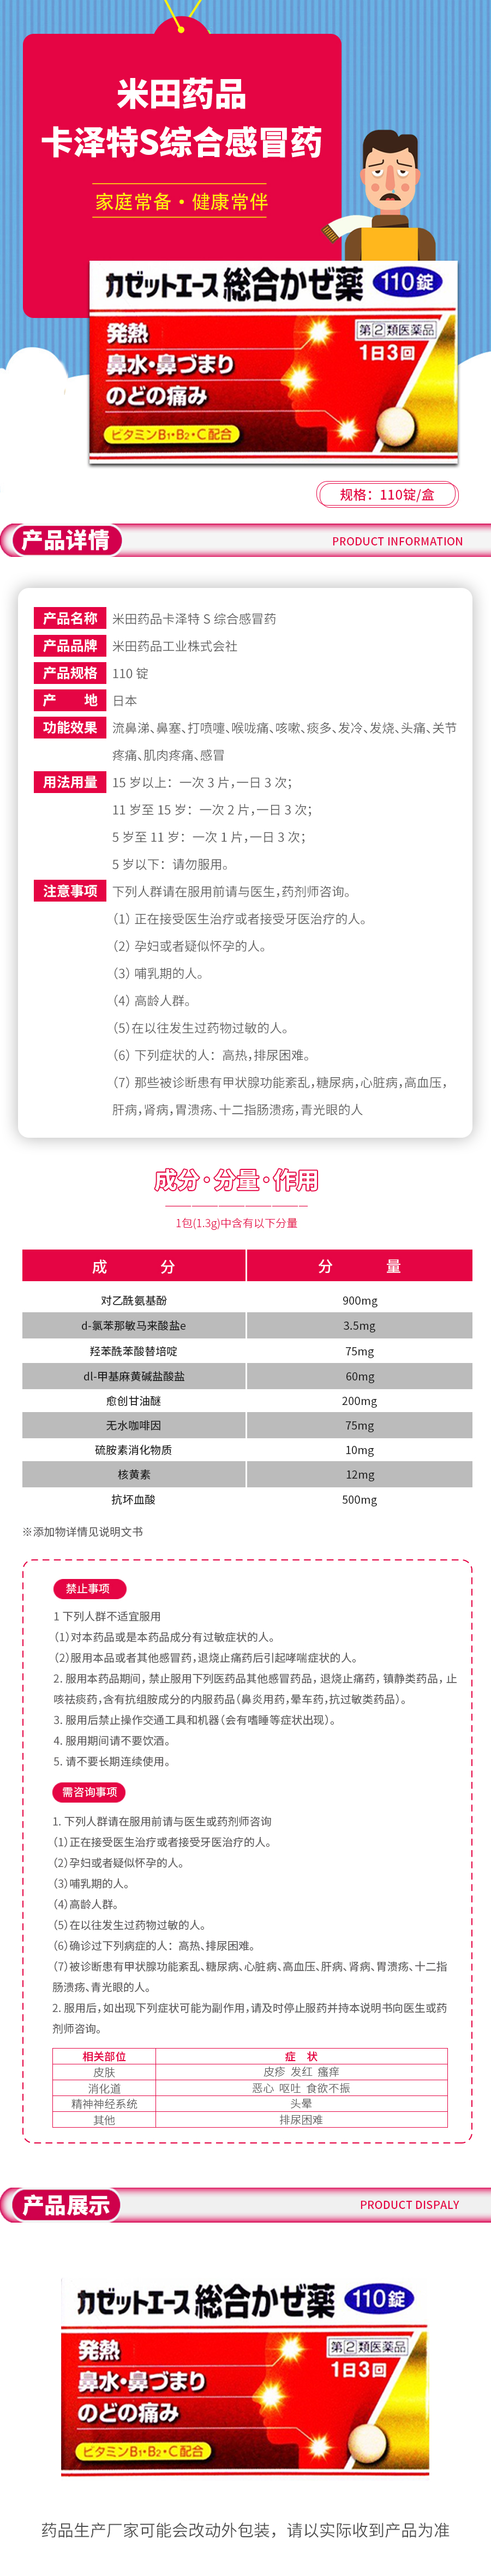 米田药品
卡泽特S综合感冒药
家庭常备·健康常伴
カゼットエース 総合かぜ薬 110錠
第②類医薬品
1日3回
発熱
鼻水・鼻づまり
のどの痛み
ビタミンB1・B2・C配合
规格：110锭/盒
产品详情
PRODUCT INFORMATION
产品名称 米田药品卡泽特 S 综合感冒药
产品品牌 米田药品工业株式会社
产品规格 110 锭
产 地 日本
功能效果 流鼻涕、鼻塞、打喷嚏、喉咙痛、咳嗽、痰多、发冷、发烧、头痛、关节
疼痛、肌肉疼痛、感冒
用法用量 15 岁以上：一次 3 片，一日 3 次；
11 岁至 15 岁：一次 2 片，一日 3 次；
5 岁至 11 岁：一次 1 片，一日 3 次；
5 岁以下：请勿服用。
注意事项 下列人群请在服用前请与医生，药剂师咨询。
（1）正在接受医生治疗或者接受牙医治疗的人。
（2）孕妇或者疑似怀孕的人。
（3）哺乳期的人。
（4）高龄人群。
（5）在以往发生过药物过敏的人。
（6）下列症状的人：高热，排尿困难。
（7）那些被诊断患有甲状腺功能紊乱，糖尿病，心脏病，高血压，
肝病，肾病，胃溃疡、十二指肠溃疡，青光眼的人
成分·分量·作用
1包(1.3g)中含有以下分量
成 分 分 量
对乙酰氨基酚 900mg
d-氯苯那敏马来酸盐e 3.5mg
羟苯酰苯酸替培啶 75mg
dl-甲基麻黄碱盐酸盐 60mg
愈创甘油醚 200mg
无水咖啡因 75mg
硫胺素消化物质 10mg
核黄素 12mg
抗坏血酸 500mg
※添加物详情见说明文书
禁止事项
1 下列人群不适宜服用
（1）对本药品或是本药品成分有过敏症状的人。
（2）服用本品或者其他感冒药，退烧止痛药后引起哮喘症状的人。
2. 服用本药品期间，禁止服用下列医药品其他感冒药品，退烧止痛药，镇静类药品，止
咳祛痰药，含有抗组胺成分的内服药品（鼻炎用药，晕车药，抗过敏类药品）。
3. 服用后禁止操作交通工具和机器（会有嗜睡等症状出现）。
4. 服用期间请不要饮酒。
5. 请不要长期连续使用。
需咨询事项
1. 下列人群请在服用前请与医生或药剂师咨询
（1）正在接受医生治疗或者接受牙医治疗的人。
（2）孕妇或者疑似怀孕的人。
（3）哺乳期的人。
（4）高龄人群。
（5）在以往发生过药物过敏的人。
（6）确诊过下列病症的人：高热、排尿困难。
（7）被诊断患有甲状腺功能紊乱、糖尿病、心脏病、高血压、肝病、肾病、胃溃疡、十二指
肠溃疡、青光眼的人。
2. 服用后，如出现下列症状可能为副作用，请及时停止服药并持本说明书向医生或药
剂师咨询。
相关部位 症 状
皮肤 皮疹 发红 瘙痒
消化道 恶心 呕吐 食欲不振
精神神经系统 头晕
其他 排尿困难
产品展示
PRODUCT DISPALY
カゼットエース 総合かぜ薬 110錠
第②類医薬品
1日3回
発熱
鼻水・鼻づまり
のどの痛み
ビタミンB1・B2・C配合
药品生产厂家可能会改动外包装，请以实际收到产品为准